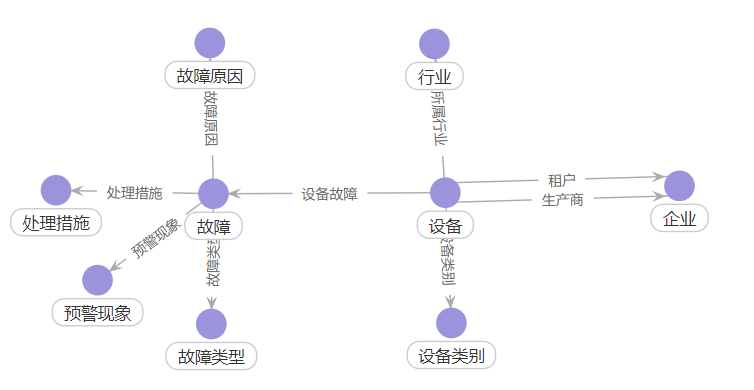 故障原因
行业
故障原因
所属行业
处理措施
设备故障
租户
生产商
处理措施
故障
设备
企业
预警现象
故障类型
设备类别
预警现象
故障类型
设备类别